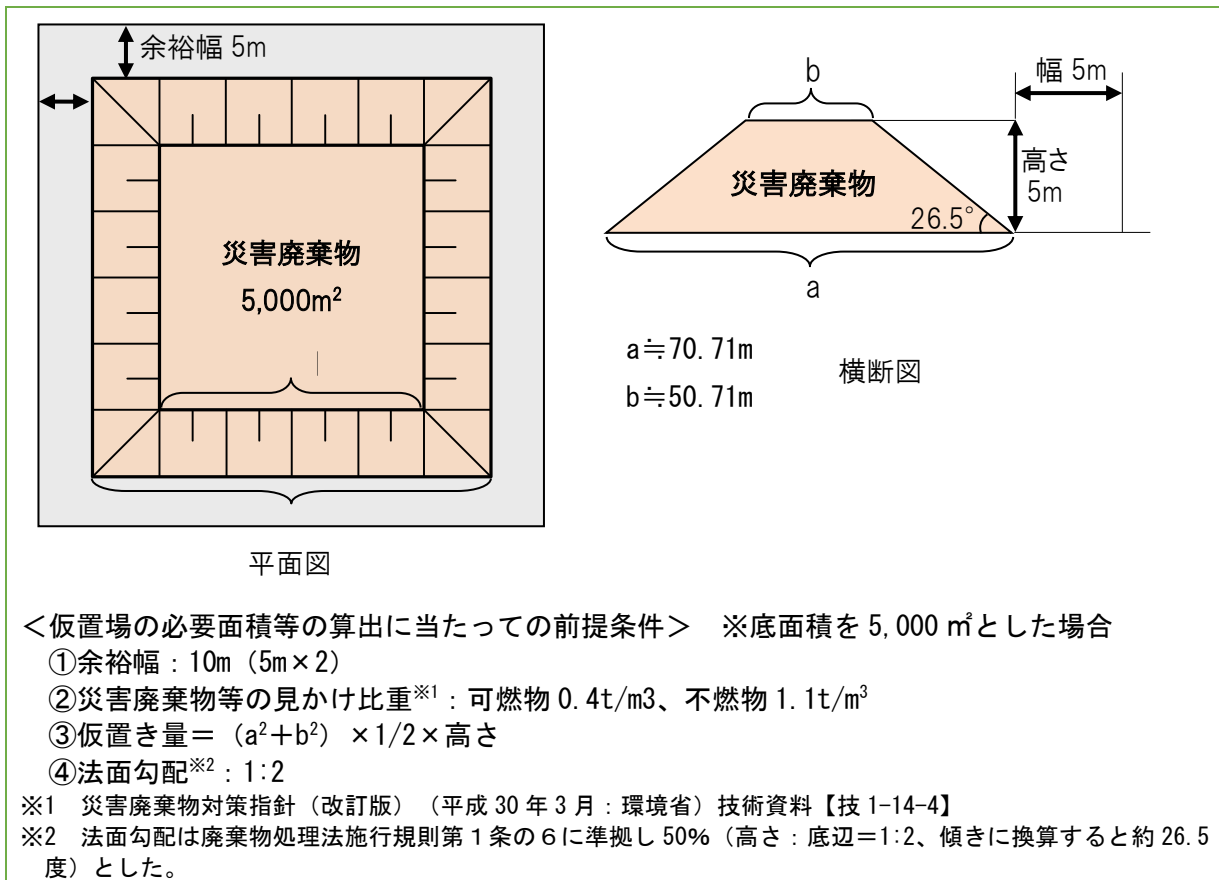 余裕幅 5m
災害廃棄物
5,000m²
平面図
b
幅 5m
災害廃棄物
高さ
5m
26.5°
a
a≒70.71m
b≒50.71m
横断図
<仮置場の必要面積等の算出に当たっての前提条件> ※底面積を 5,000 ㎡とした場合
①余裕幅:10m(5m×2)
②災害廃棄物等の見かけ比重※1:可燃物 0.4t/m3、不燃物 1.1t/m³
③仮置き量=(a²+b²)×1/2×高さ
④法面勾配※2:1:2
※1 災害廃棄物対策指針(改訂版)(平成 30 年 3 月:環境省)技術資料【技 1-14-4】
※2 法面勾配は廃棄物処理法施行規則第1条の6に準拠し 50%(高さ:底辺=1:2、傾きに換算すると約 26.5
度)とした。